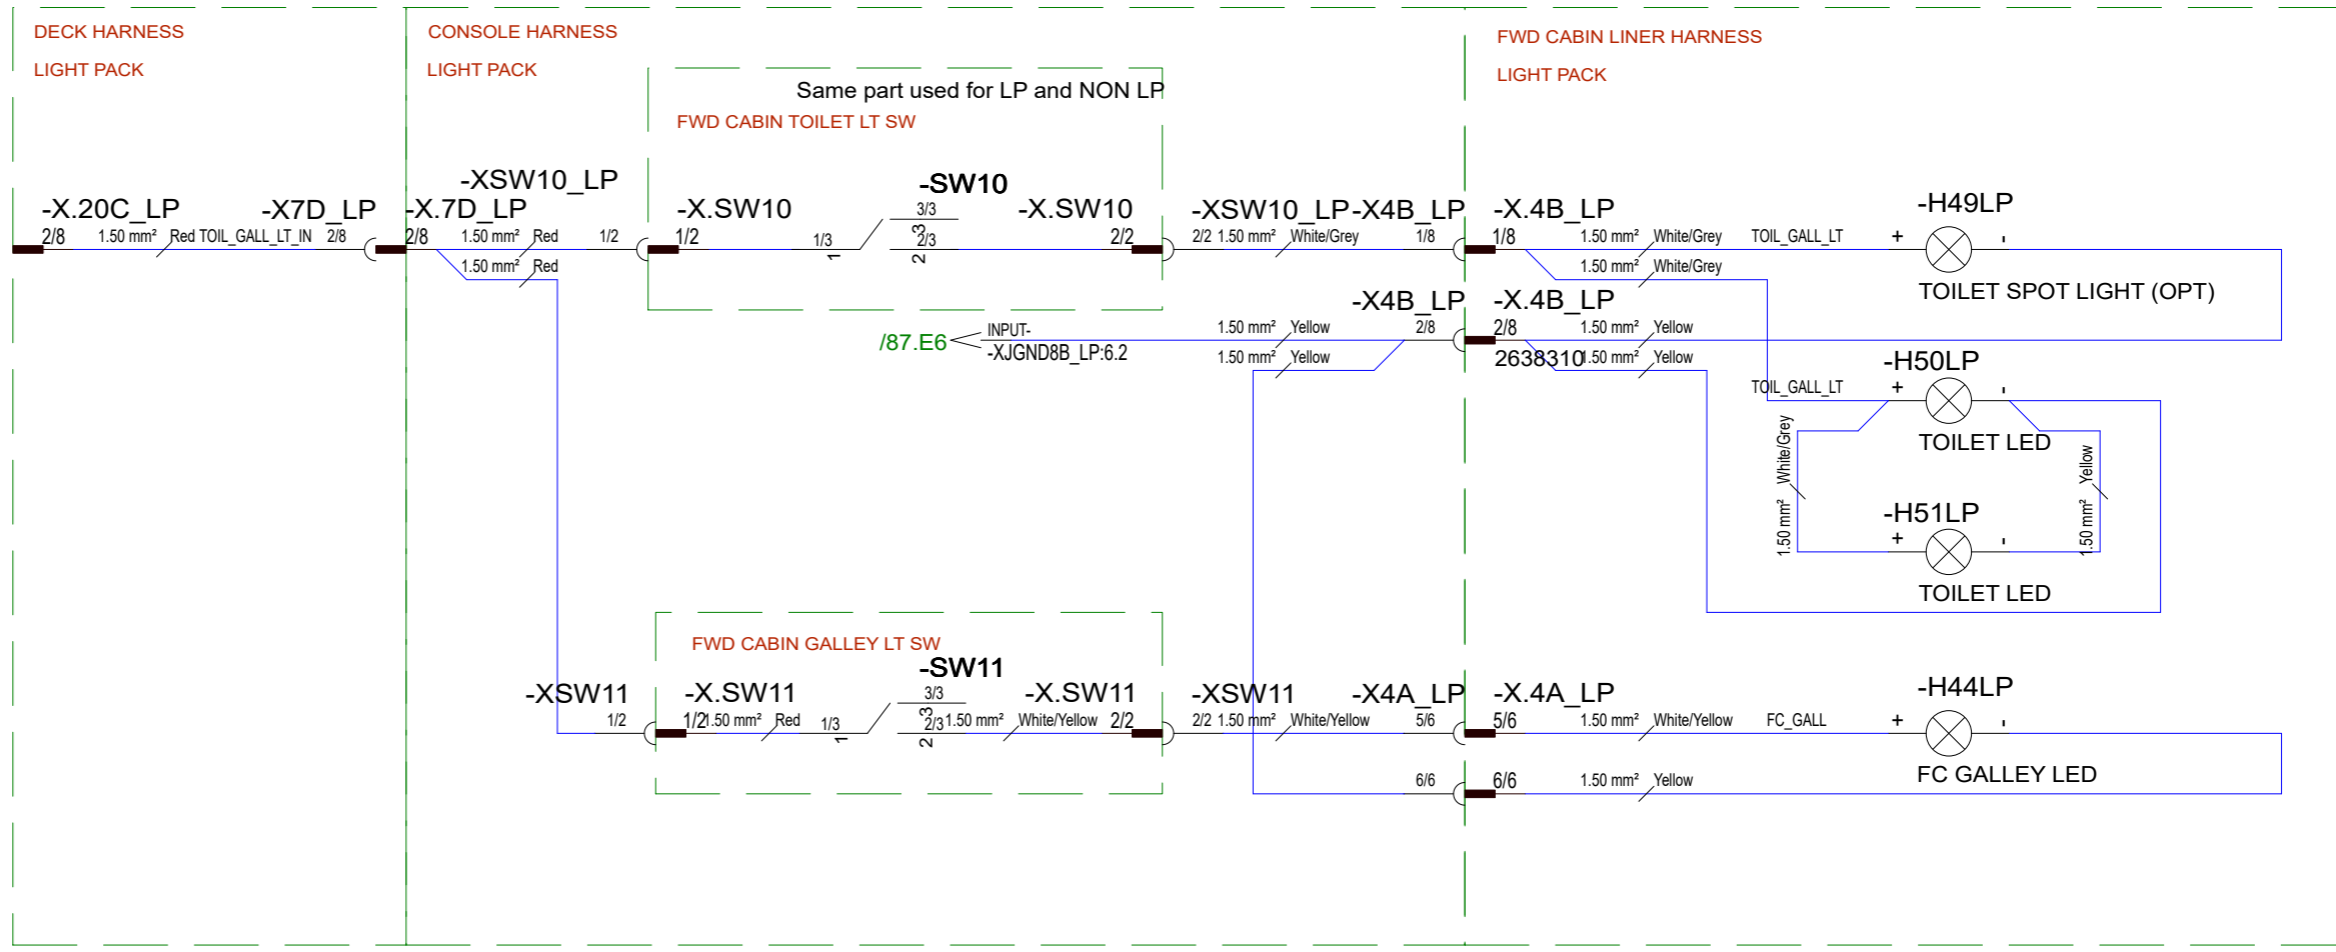 DECK HARNESS
LIGHT PACK
CONSOLE HARNESS
LIGHT PACK
FWD CABIN LINER HARNESS
LIGHT PACK
Same part used for LP and NON LP
FWD CABIN TOILET LT SW
-X.20C_LP
2/8 1.50 mm² Red TOIL_GALL_LT_IN 2/8
-X7D_LP
-X.7D_LP
-XSW10_LP
2/8 1.50 mm² Red 1/2
1.50 mm² Red
-X.SW10
1/2
-SW10
1/3
1
3/3
3
2/3
2
-X.SW10
2/2
-XSW10_LP
2/2 1.50 mm² White/Grey 1/8
-X4B_LP
-X.4B_LP
1/8 1.50 mm² White/Grey TOIL_GALL_LT
1.50 mm² White/Grey
-H49LP
+ -
TOILET SPOT LIGHT (OPT)
/87.E6
INPUT-
-XJGND8B_LP:6.2
1.50 mm² Yellow
1.50 mm² Yellow
-X4B_LP
2/8
-X.4B_LP
2/8 1.50 mm² Yellow
2638310
1.50 mm² Yellow
TOIL_GALL_LT
-H50LP
+ -
TOILET LED
1.50 mm² White/Grey
1.50 mm² Yellow
-H51LP
+ -
TOILET LED
FWD CABIN GALLEY LT SW
-XSW11
1/2
-X.SW11
1/2 1.50 mm² Red 1/3
1
-SW11
3/3
3
2/3
2
1.50 mm² White/Yellow 2/2
-X.SW11
-XSW11
2/2 1.50 mm² White/Yellow 5/6
-X4A_LP
-X.4A_LP
5/6 1.50 mm² White/Yellow FC_GALL
-H44LP
+ -
FC GALLEY LED
6/6
6/6 1.50 mm² Yellow